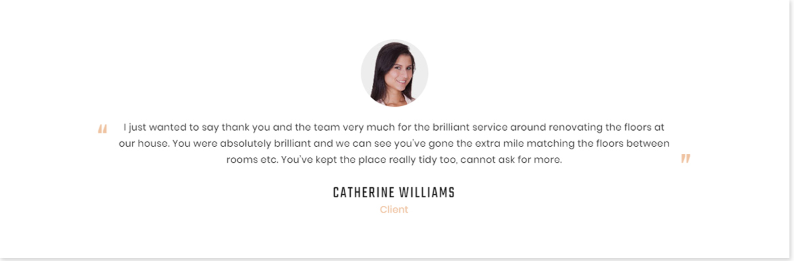 “ I just wanted to say thank you and the team very much for the brilliant service around renovating the floors at
our house. You were absolutely brilliant and we can see you've gone the extra mile matching the floors between
rooms etc. You've kept the place really tidy too, cannot ask for more. ”
CATHERINE WILLIAMS
Client